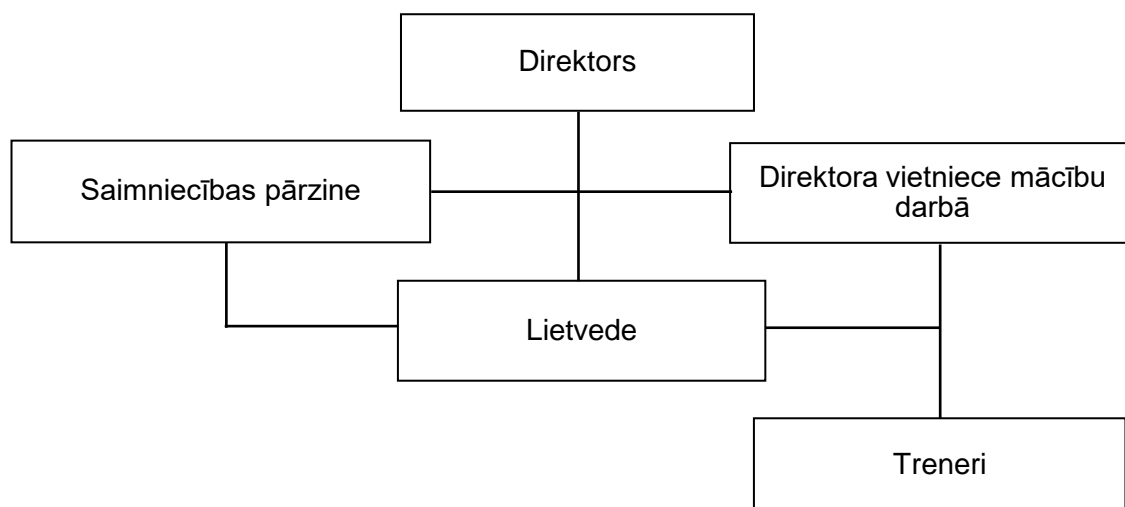 Direktors
Saimniecības pārzine
Direktora vietniece mācību
darbā
Lietvede
Treneri